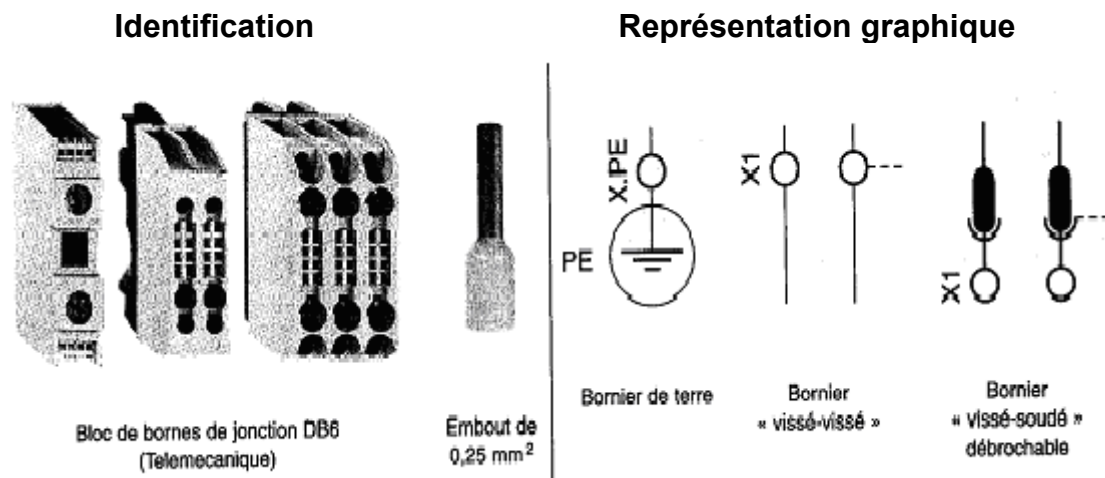 Identification
Représentation graphique
X.PE
PE
X1
X1
Bornier de terre
Bornier
« vissé-vissé »
Bornier
« vissé-soudé »
débrochable
Bloc de bornes de jonction DB6
(Telemecanique)
Embout de
0,25 mm²